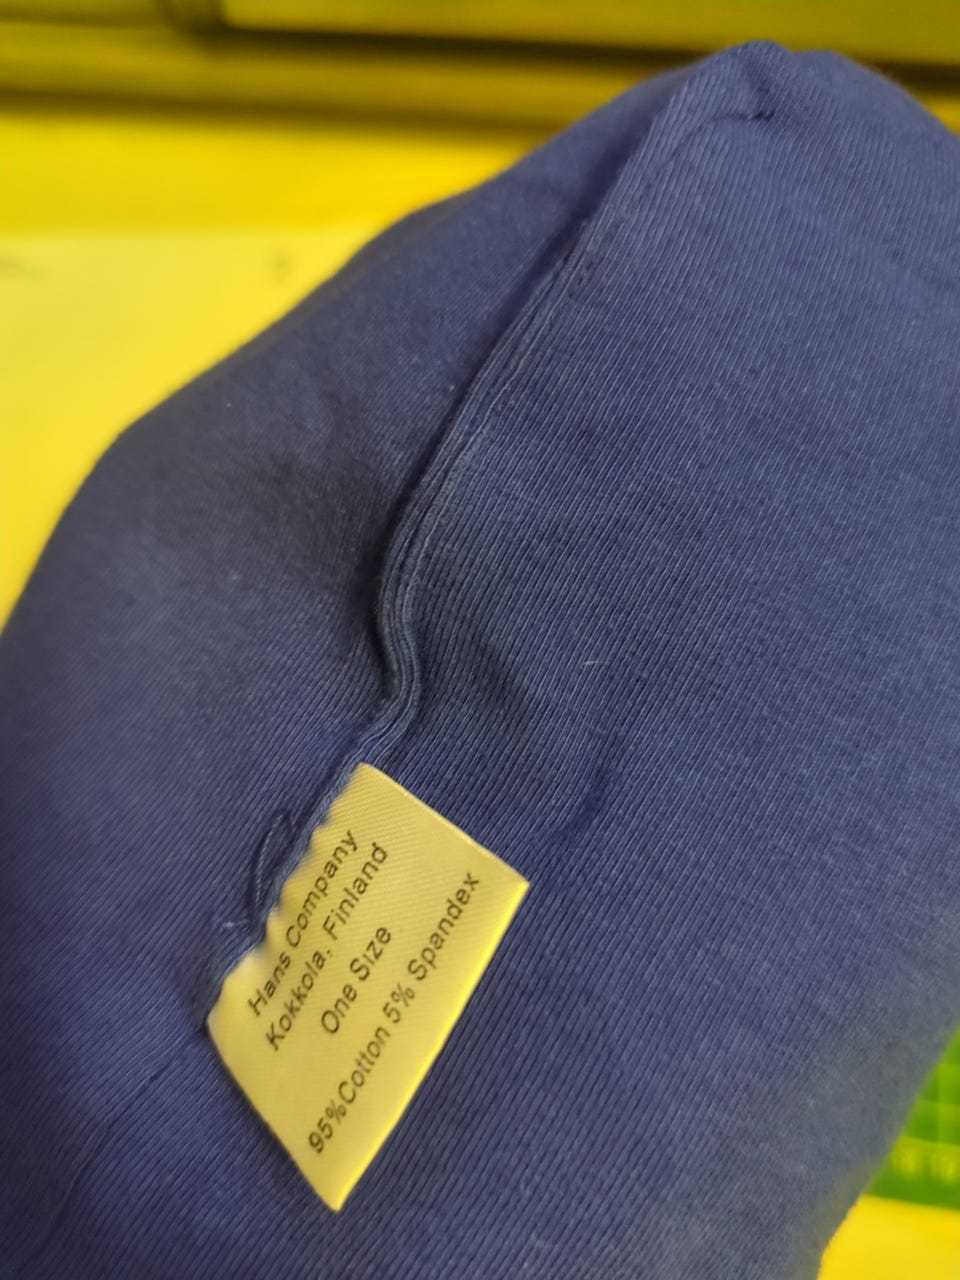 Hans Company
Kokkola, Finland
One Size
95%Cotton 5% Spandex